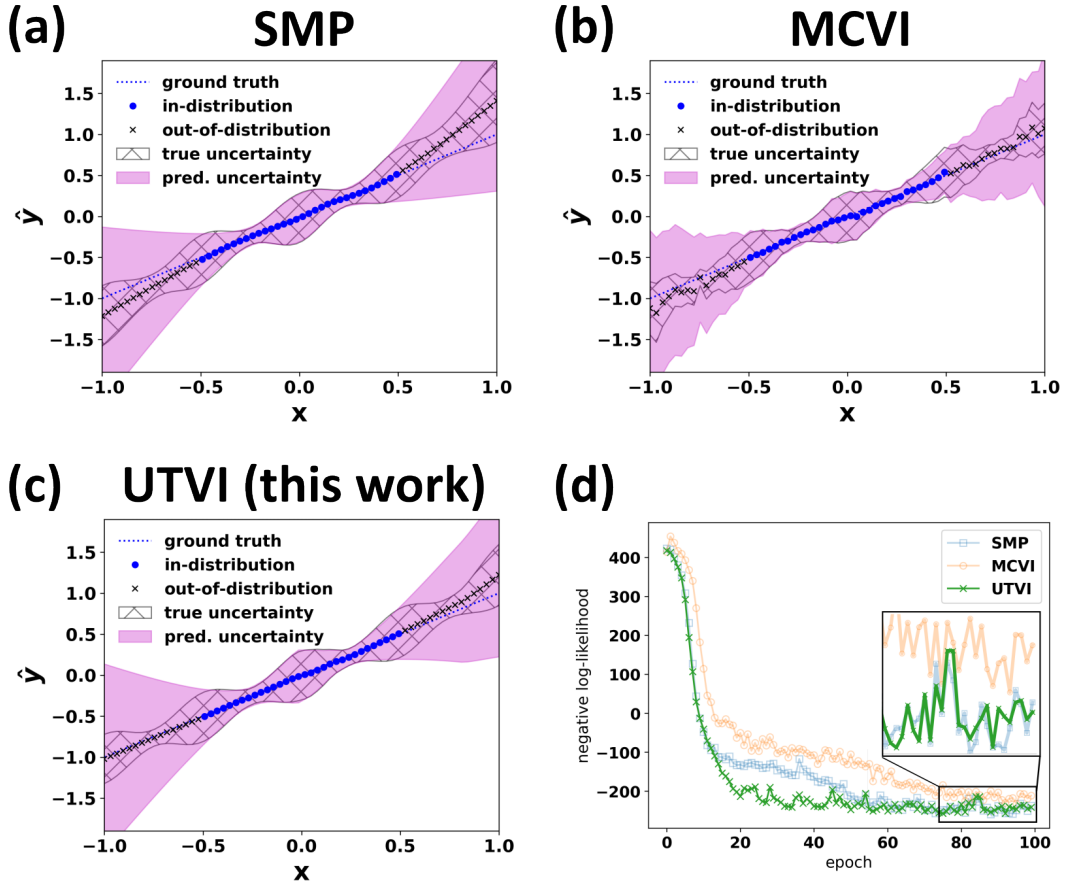 (a) SMP
ground truth
in-distribution
out-of-distribution
true uncertainty
pred. uncertainty
1.5
1.0
0.5
0.0
−0.5
−1.0
−1.5
ŷ
−1.0 −0.5 0.0 0.5 1.0
x
(b) MCVI
ground truth
in-distribution
out-of-distribution
true uncertainty
pred. uncertainty
1.5
1.0
0.5
0.0
−0.5
−1.0
−1.5
ŷ
−1.0 −0.5 0.0 0.5 1.0
x
(c) UTVI (this work)
ground truth
in-distribution
out-of-distribution
true uncertainty
pred. uncertainty
1.5
1.0
0.5
0.0
−0.5
−1.0
−1.5
ŷ
−1.0 −0.5 0.0 0.5 1.0
x
(d)
SMP
MCVI
UTVI
400
300
200
100
0
−100
−200
negative log-likelihood
0 20 40 60 80 100
epoch